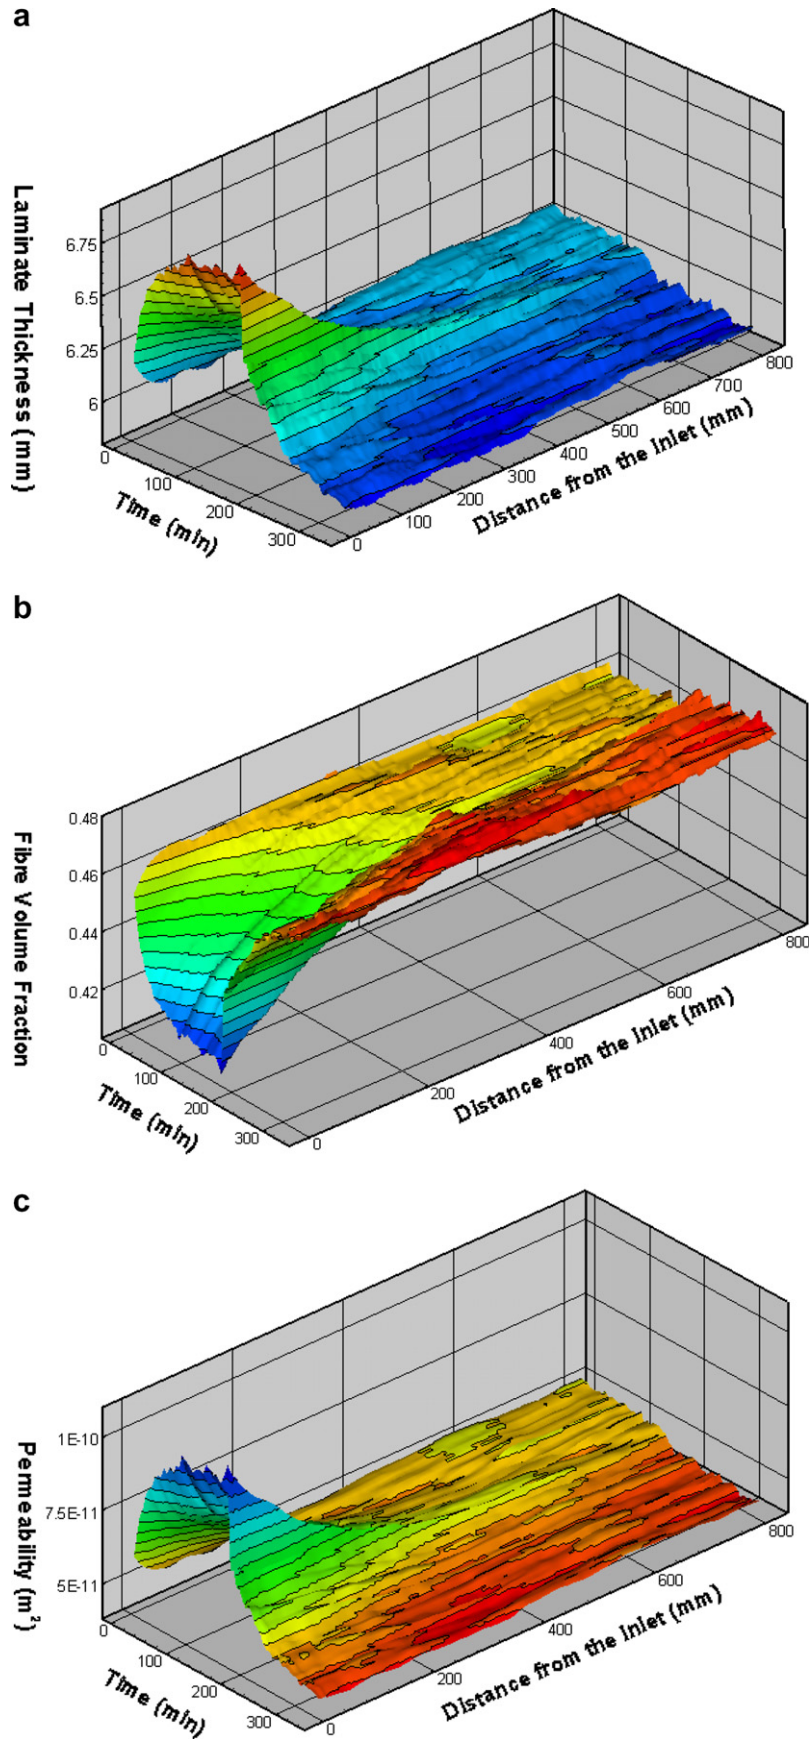 a
6.75
6.5
6.25
6
Laminate Thickness (mm)
0
100
200
300
Time (min)
0
100
200
300
400
500
600
700
800
Distance from the Inlet (mm)
b
0.48
0.46
0.44
0.42
Fibre Volume Fraction
0
100
200
300
Time (min)
0
200
400
600
800
Distance from the Inlet (mm)
c
1E-10
7.5E-11
5E-11
Permeability (m²)
0
100
200
300
Time (min)
0
200
400
600
800
Distance from the Inlet (mm)